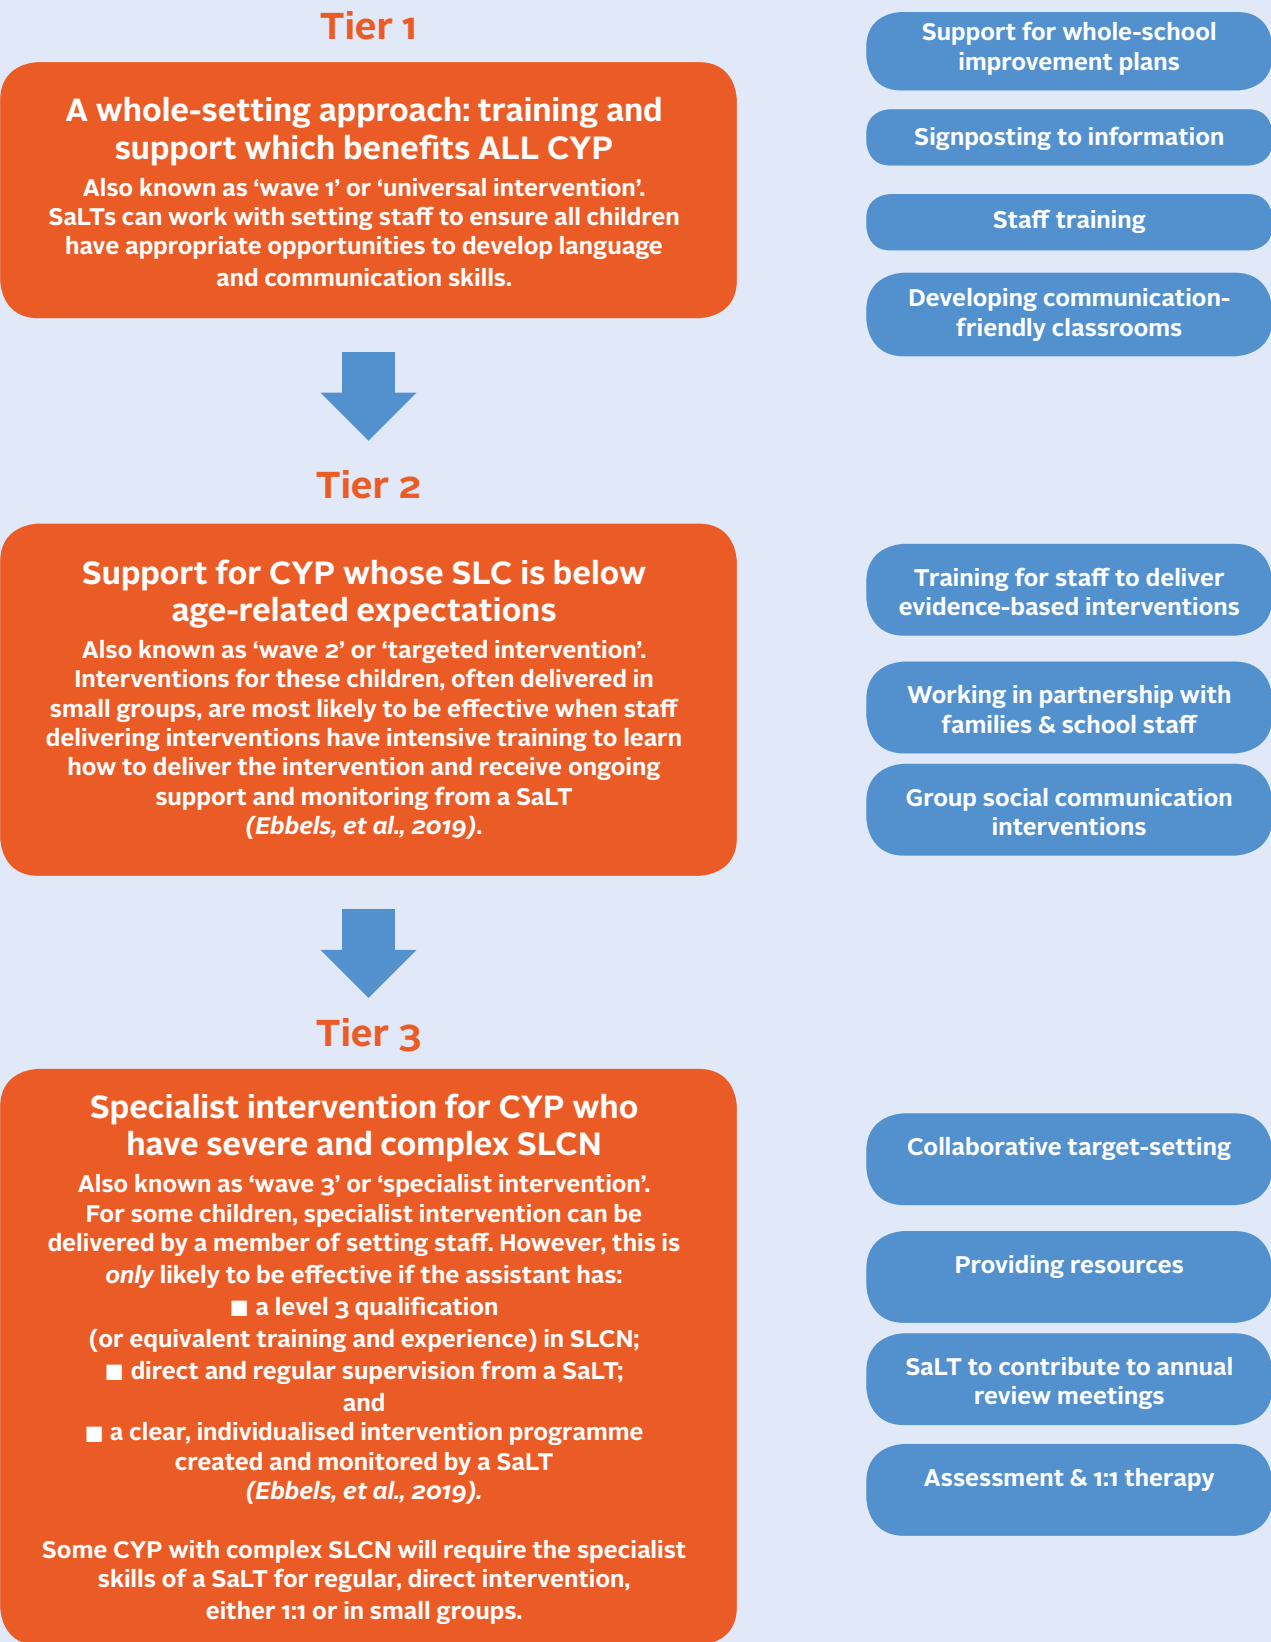 Tier 1
A whole-setting approach: training and
support which benefits ALL CYP
Also known as ‘wave 1’ or ‘universal intervention’.
SaLTs can work with setting staff to ensure all children
have appropriate opportunities to develop language
and communication skills.
Support for whole-school
improvement plans
Signposting to information
Staff training
Developing communication-
friendly classrooms
Tier 2
Support for CYP whose SLC is below
age-related expectations
Also known as ‘wave 2’ or ‘targeted intervention’.
Interventions for these children, often delivered in
small groups, are most likely to be effective when staff
delivering interventions have intensive training to learn
how to deliver the intervention and receive ongoing
support and monitoring from a SaLT
(Ebbels, et al., 2019).
Training for staff to deliver
evidence-based interventions
Working in partnership with
families & school staff
Group social communication
interventions
Tier 3
Specialist intervention for CYP who
have severe and complex SLCN
Also known as ‘wave 3’ or ‘specialist intervention’.
For some children, specialist intervention can be
delivered by a member of setting staff. However, this is
only likely to be effective if the assistant has:
■ a level 3 qualification
(or equivalent training and experience) in SLCN;
■ direct and regular supervision from a SaLT;
and
■ a clear, individualised intervention programme
created and monitored by a SaLT
(Ebbels, et al., 2019).
Some CYP with complex SLCN will require the specialist
skills of a SaLT for regular, direct intervention,
either 1:1 or in small groups.
Collaborative target-setting
Providing resources
SaLT to contribute to annual
review meetings
Assessment & 1:1 therapy